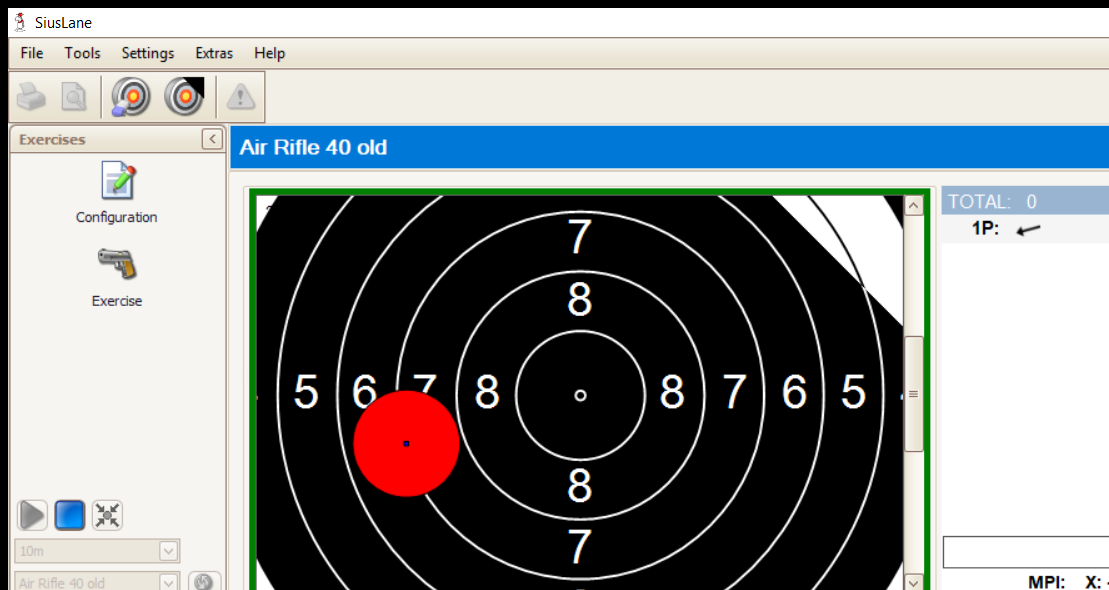 SiusLane
File Tools Settings Extras Help
Exercises
Air Rifle 40 old
Configuration
Exercise
TOTAL: 0
1P:
7
8
5 6 7 8 8 7 6 5
8
7
10m
Air Rifle 40 old
MPI: X: -